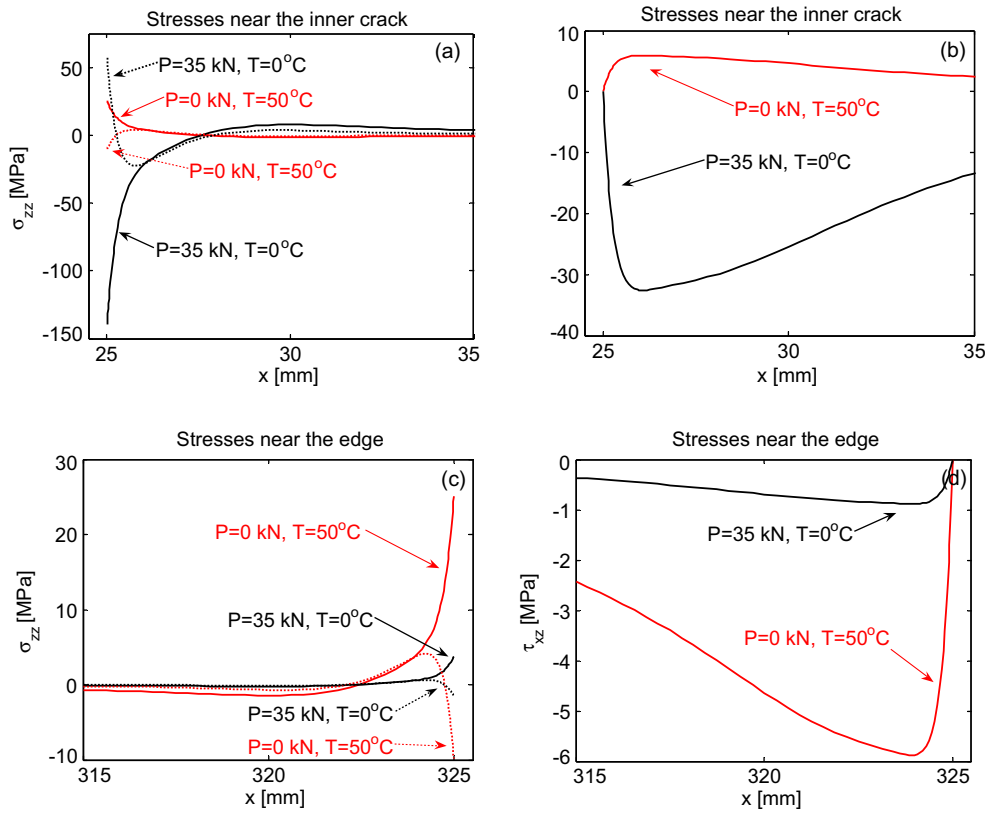 Stresses near the inner crack
(a)
50
0
-50
-100
-150
σzz [MPa]
P=35 kN, T=0°C
P=0 kN, T=50°C
P=0 kN, T=50°C
P=35 kN, T=0°C
25
30
35
x [mm]
Stresses near the inner crack
(b)
10
0
-10
-20
-30
-40
P=0 kN, T=50°C
P=35 kN, T=0°C
25
30
35
x [mm]
Stresses near the edge
(c)
30
20
10
0
-10
σzz [MPa]
P=0 kN, T=50°C
P=35 kN, T=0°C
P=35 kN, T=0°C
P=0 kN, T=50°C
315
320
325
x [mm]
Stresses near the edge
(d)
0
-1
-2
-3
-4
-5
-6
τxz [MPa]
P=35 kN, T=0°C
P=0 kN, T=50°C
315
320
325
x [mm]